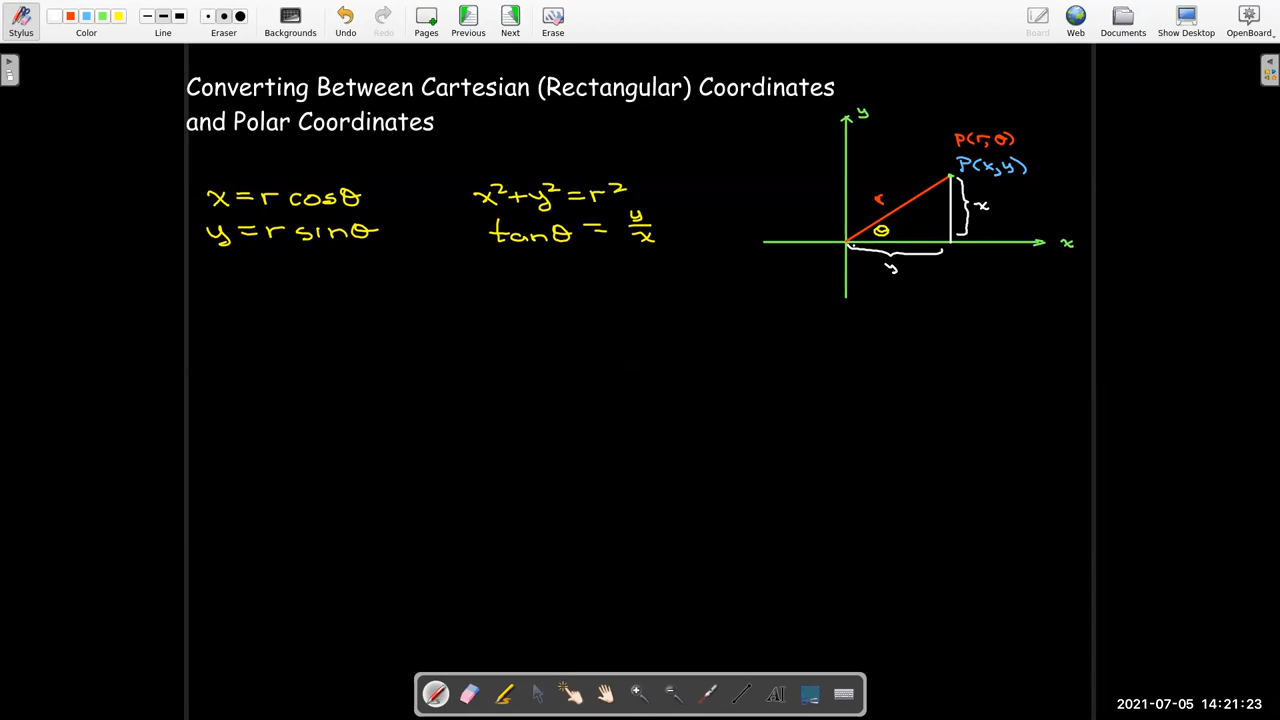 Stylus Color Line Eraser Backgrounds Undo Redo Pages Previous Next Erase Board Web Documents Show Desktop OpenBoard
Converting Between Cartesian (Rectangular) Coordinates
and Polar Coordinates
y
P(r, θ)
P(x,y)
x = r cosθ
x² + y² = r²
r
x
y = r sinθ
tanθ = y/x
θ
x
y
2021-07-05 14:21:23